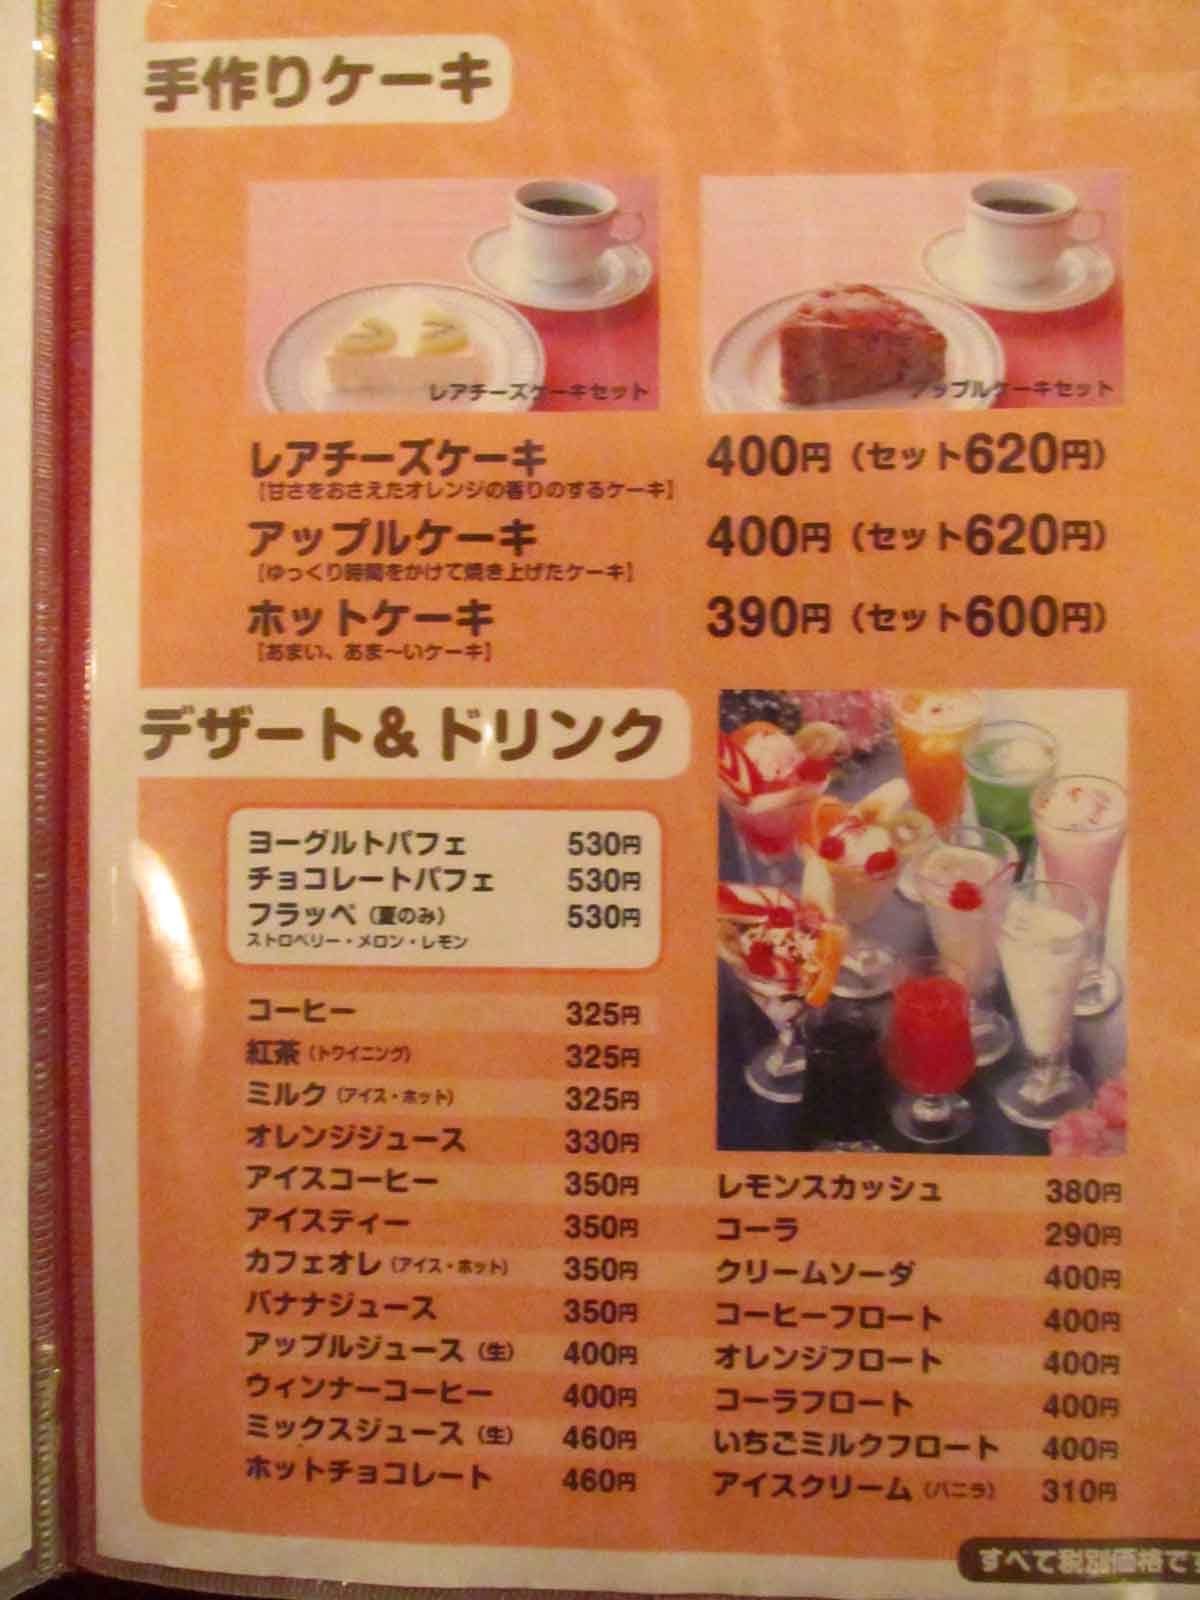 手作りケーキ
レアチーズケーキセット
アップルケーキセット
レアチーズケーキ 400円（セット620円）
【甘さをおさえたオレンジの香りのするケーキ】
アップルケーキ 400円（セット620円）
【ゆっくり時間をかけて焼き上げたケーキ】
ホットケーキ 390円（セット600円）
【あまい、あま〜いケーキ】
デザート＆ドリンク
ヨーグルトパフェ 530円
チョコレートパフェ 530円
フラッペ（夏のみ） 530円
ストロベリー・メロン・レモン
コーヒー 325円
紅茶（トワイニング） 325円
ミルク（アイス・ホット） 325円
オレンジジュース 330円
アイスコーヒー 350円
アイスティー 350円
カフェオレ（アイス・ホット） 350円
バナナジュース 350円
アップルジュース（生） 400円
ウィンナーコーヒー 400円
ミックスジュース（生） 460円
ホットチョコレート 460円
レモンスカッシュ 380円
コーラ 290円
クリームソーダ 400円
コーヒーフロート 400円
オレンジフロート 400円
コーラフロート 400円
いちごミルクフロート 400円
アイスクリーム（バニラ） 310円
すべて税別価格です